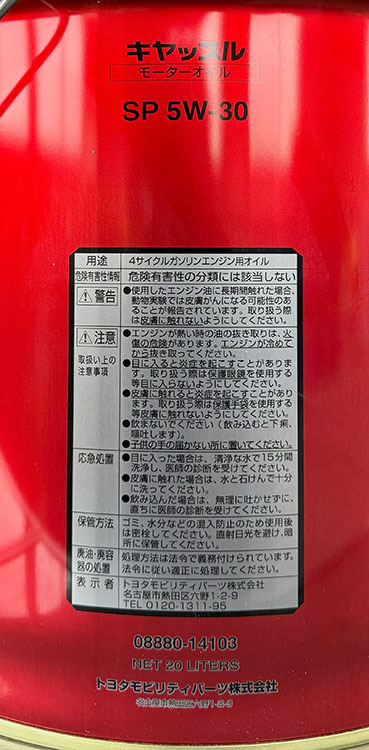 キャッスル
モーターオイル
SP 5W-30
用途 4サイクルガソリンエンジン用オイル
危険有害性情報 危険有害性の分類には該当しない
警告 ●使用したエンジン油に長期間触れた場合、
動物実験では皮膚がんになる可能性のあ
ることが報告されています。取り扱う際
は皮膚に触れないようにしてください。
注意
取扱い上の
注意事項
●エンジンが熱い時の油の抜き取りは、火
傷の危険があります。エンジンが冷めて
から抜き取ってください。
●目に入ると炎症を起こすことがありま
す。取り扱う際は保護眼鏡を使用する
等目に入らないようにしてください。
●皮膚に触れると炎症を起こすことがあり
ます。取り扱う際は保護手袋を使用する
等皮膚に触れないようにしてください。
●飲まないでください(飲み込むと下痢、
嘔吐します)。
●子供の手の届かない所に置いてください。
応急処置 ●目に入った場合は、清浄な水で15分間
洗浄し、医師の診断を受けてください。
●皮膚に触れた場合は、水と石けんで十分
に洗ってください。
●飲み込んだ場合は、無理に吐かせずに、
直ちに医師の診断を受けてください。
保管方法 ゴミ、水分などの混入防止のため使用後
は密栓してください。直射日光を避け、暗
所に保管してください。
廃油・廃容
器の処置
処理方法は法令で義務付けられています。
法令に従い適正に処理してください。
表示者 トヨタモビリティパーツ株式会社
名古屋市熱田区六野1-2-9
TEL 0120-1311-95
08880-14103
NET 20 LITERS
トヨタモビリティパーツ株式会社
名古屋市熱田区六野1-2-9